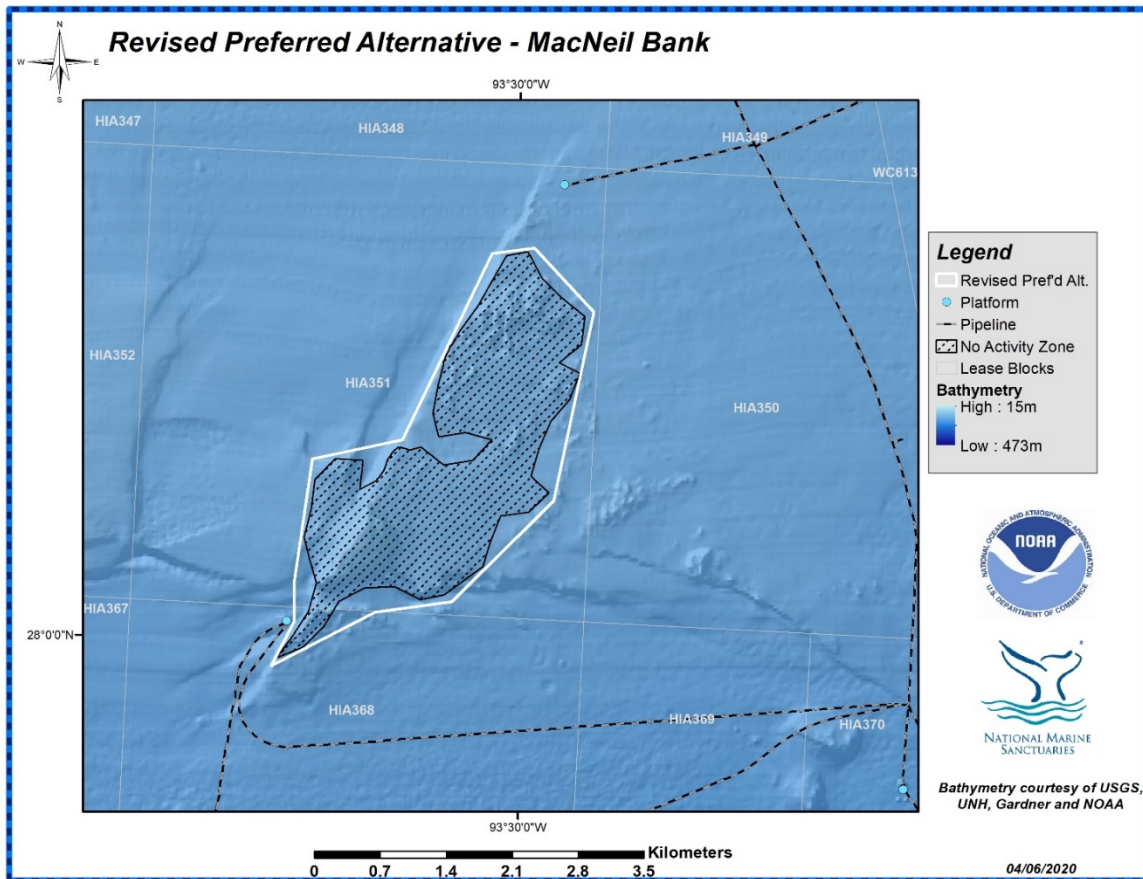 Revised Preferred Alternative - MacNeil Bank
N
W
E
S
93°30'0"W
HIA347
HIA348
HIA349
WC613
HIA352
HIA351
HIA350
HIA367
28°0'0"N
28°0'0"N
HIA368
HIA369
HIA370
93°30'0"W
Kilometers
0 0.7 1.4 2.1 2.8 3.5
Legend
Revised Pref'd Alt.
Platform
Pipeline
No Activity Zone
Lease Blocks
Bathymetry
High : 15m
Low : 473m
NATIONAL OCEANIC AND ATMOSPHERIC ADMINISTRATION
NOAA
U.S. DEPARTMENT OF COMMERCE
NATIONAL MARINE
SANCTUARIES
Bathymetry courtesy of USGS,
UNH, Gardner and NOAA
04/06/2020